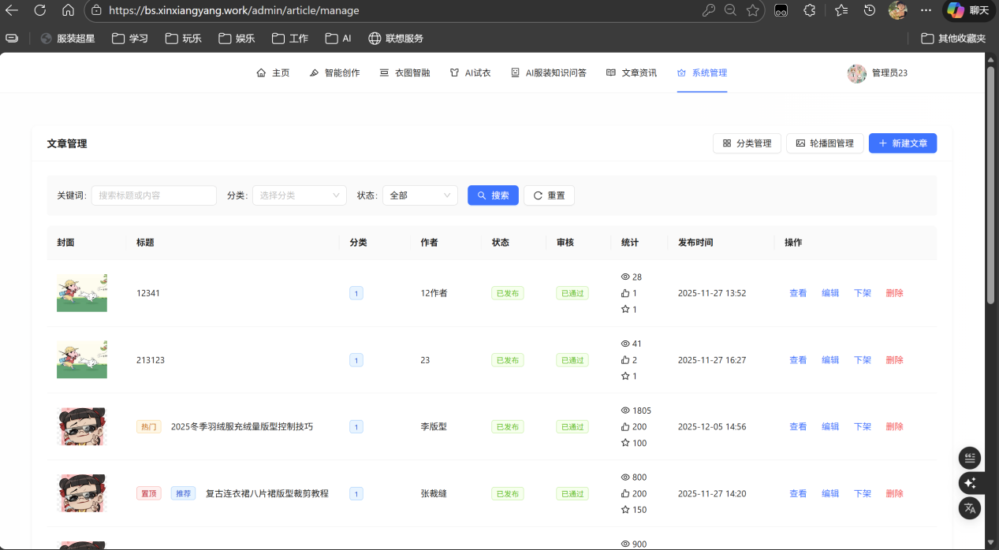 https://bs.xinxiangyang.work/admin/article/manage
聊天
服装超星 学习 玩乐 娱乐 工作 AI 联想服务 其他收藏夹
主页 智能创作 衣图智融 AI试衣 AI服装知识问答 文章资讯 系统管理 管理员23
文章管理 分类管理 轮播图管理 + 新建文章
关键词: 搜索标题或内容 分类: 选择分类 状态: 全部 搜索 重置
封面 标题 分类 作者 状态 审核 统计 发布时间 操作
28
12341 1 12作者 已发布 已通过 1 2025-11-27 13:52 查看 编辑 下架 删除
1
41
213123 1 23 已发布 已通过 2 2025-11-27 16:27 查看 编辑 下架 删除
1
1805
热门 2025冬季羽绒服充绒量版型控制技巧 1 李版型 已发布 已通过 200 2025-12-05 14:56 查看 编辑 下架 删除
100
800
置顶 推荐 复古连衣裙八片裙版型裁剪教程 1 张裁缝 已发布 已通过 200 2025-11-27 14:20 查看 编辑 下架 删除
150
900